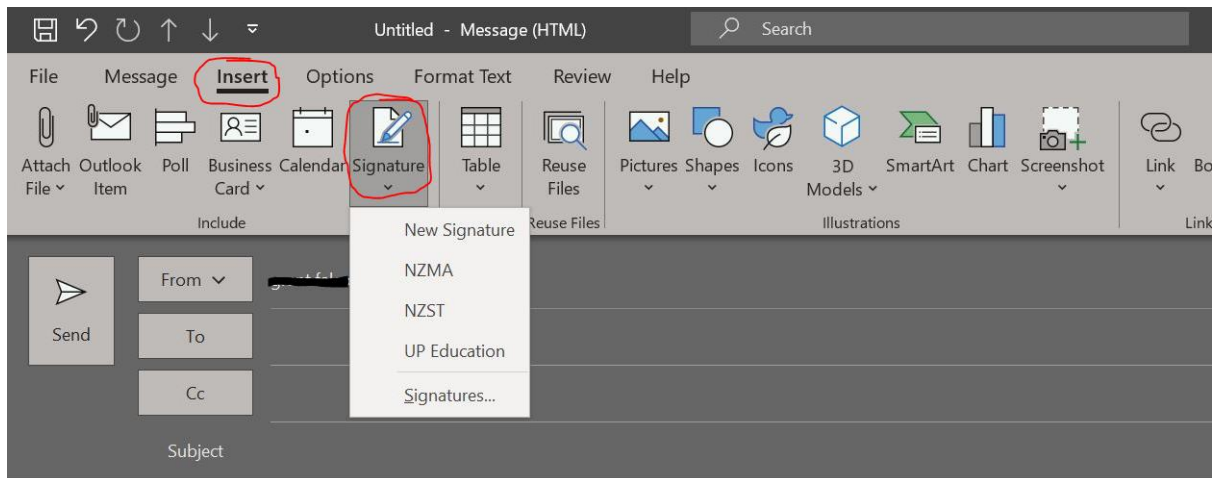 Untitled - Message (HTML) Search
File Message Insert Options Format Text Review Help
Attach Outlook Poll Business Calendar Signature Table Reuse Pictures Shapes Icons 3D SmartArt Chart Screenshot Link Bo
File Item Card Files Models
Include Reuse Files Illustrations Link
New Signature
NZMA
NZST
UP Education
Signatures...
From
Send
To
Cc
Subject